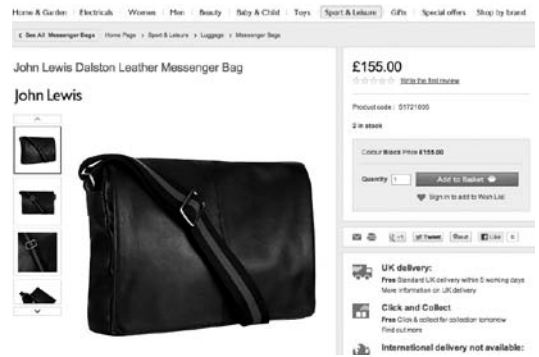 Home & Garden Electricals Women Men Beauty Baby & Child Toys Sport & Leisure Gifts Special offers Shop by brand
See All Messenger Bags Home Page > Sport & Leisure > Luggage > Messenger Bags
John Lewis Dalston Leather Messenger Bag
John Lewis
£155.00
Write the first review
Product code:
2 in stock
Colour Black Price £155.00
Quantity 1 Add to Basket
Sign in to add to Wish List
+1 Tweet Like 0
UK delivery:
Free Standard UK delivery within 5 working days
More information on UK delivery
Click and Collect
Free Click & collect for collection tomorrow
Find out more
International delivery not available: